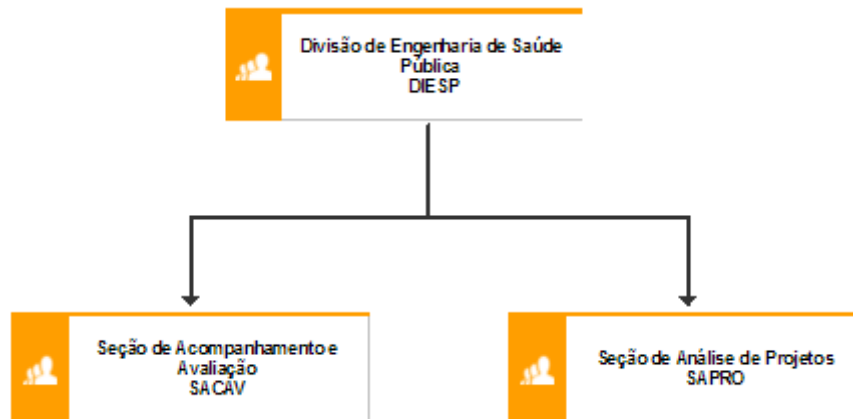 Divisão de Engenharia de Saúde
Pública
DIESP
Seção de Acompanhamento e
Avaliação
SACAV
Seção de Análise de Projetos
SAPRO